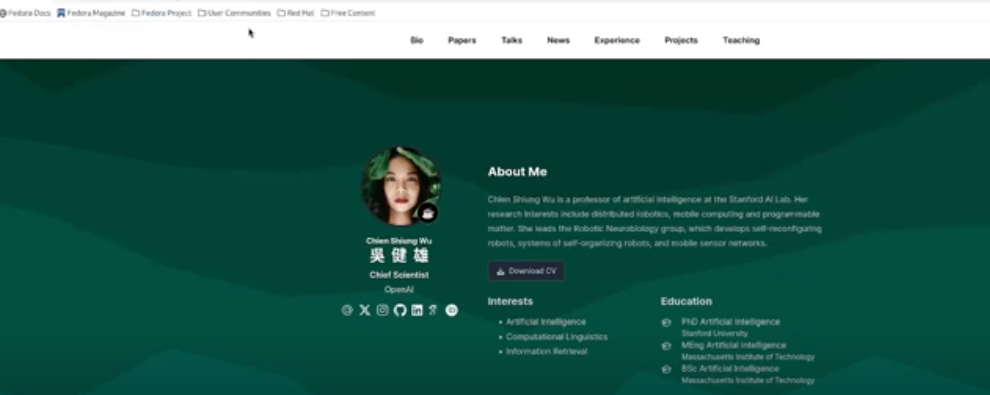 Fedora Docs Fedora Magazine Fedora Project User Communities Red Hat Free Content
Bio Papers Talks News Experience Projects Teaching
Chien Shiung Wu
吳健雄
Chief Scientist
OpenAI
About Me
Chien Shiung Wu is a professor of artificial intelligence at the Stanford AI Lab. Her
research interests include distributed robotics, mobile computing and programmable
matter. She leads the Robotic Neurobiology group, which develops self-reconfiguring
robots, systems of self-organizing robots, and mobile sensor networks.
Download CV
Interests
Artificial Intelligence
Computational Linguistics
Information Retrieval
Education
PhD Artificial Intelligence
Stanford University
MEng Artificial Intelligence
Massachusetts Institute of Technology
BSc Artificial Intelligence
Massachusetts Institute of Technology